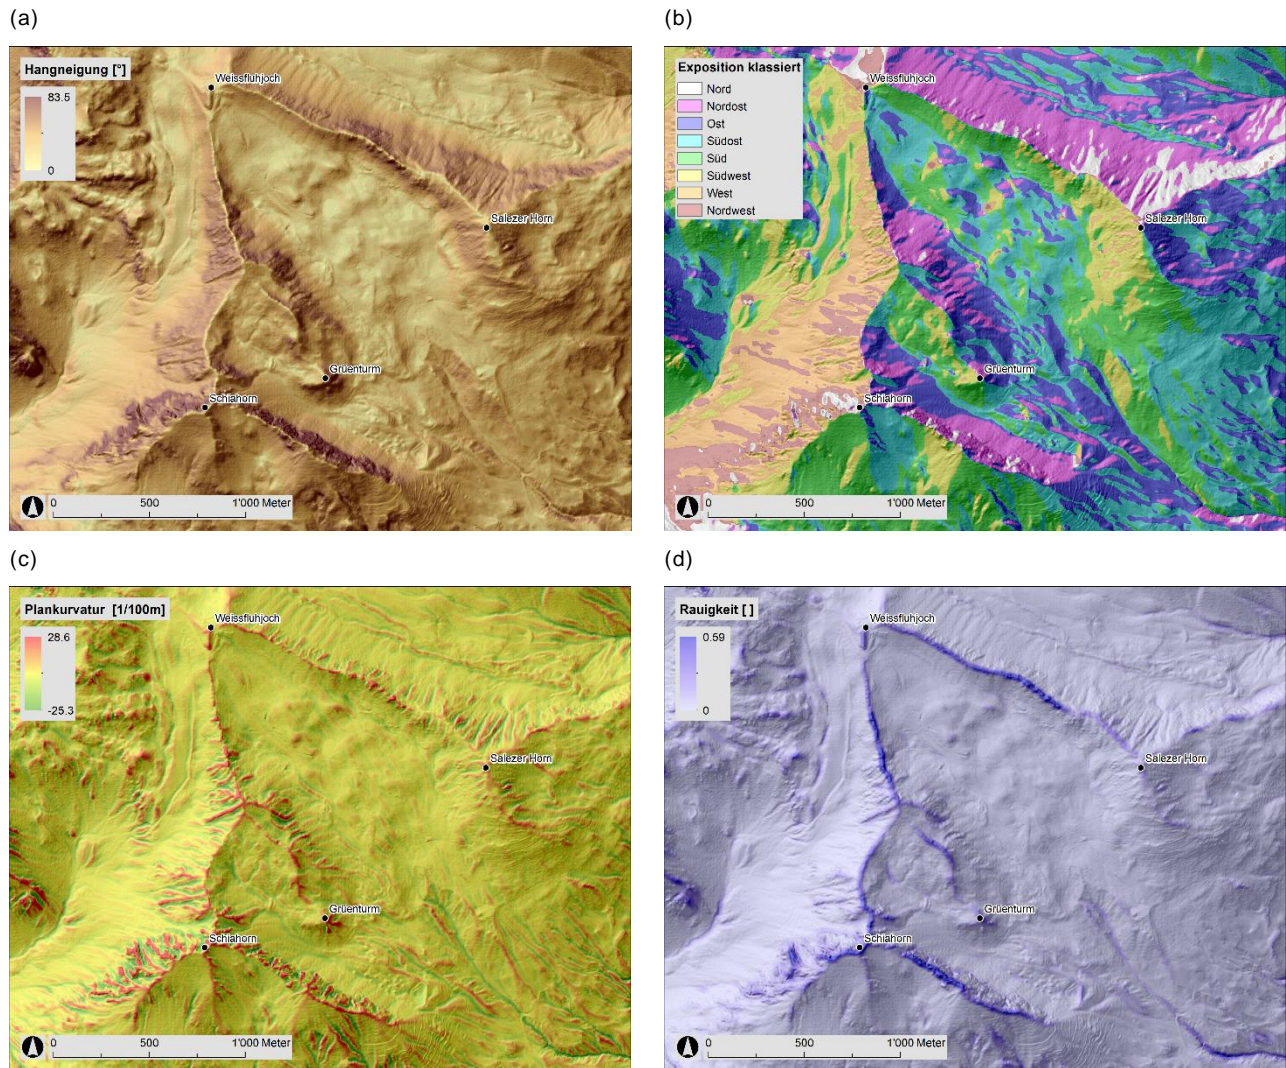 (a)
(b)
Hangneigung [°]
83.5
0
Weissfluhjoch
Salezer Horn
Grüenturm
Schiahorn
0 500 1'000 Meter
Exposition klassiert
Nord
Nordost
Ost
Südost
Süd
Südwest
West
Nordwest
Weissfluhjoch
Salezer Horn
Grüenturm
Schiahorn
0 500 1'000 Meter
(c)
(d)
Plankurvatur [1/100m]
28.6
-25.3
Weissfluhjoch
Salezer Horn
Grüenturm
Schiahorn
0 500 1'000 Meter
Rauigkeit [ ]
0.59
0
Weissfluhjoch
Salezer Horn
Grüenturm
Schiahorn
0 500 1'000 Meter